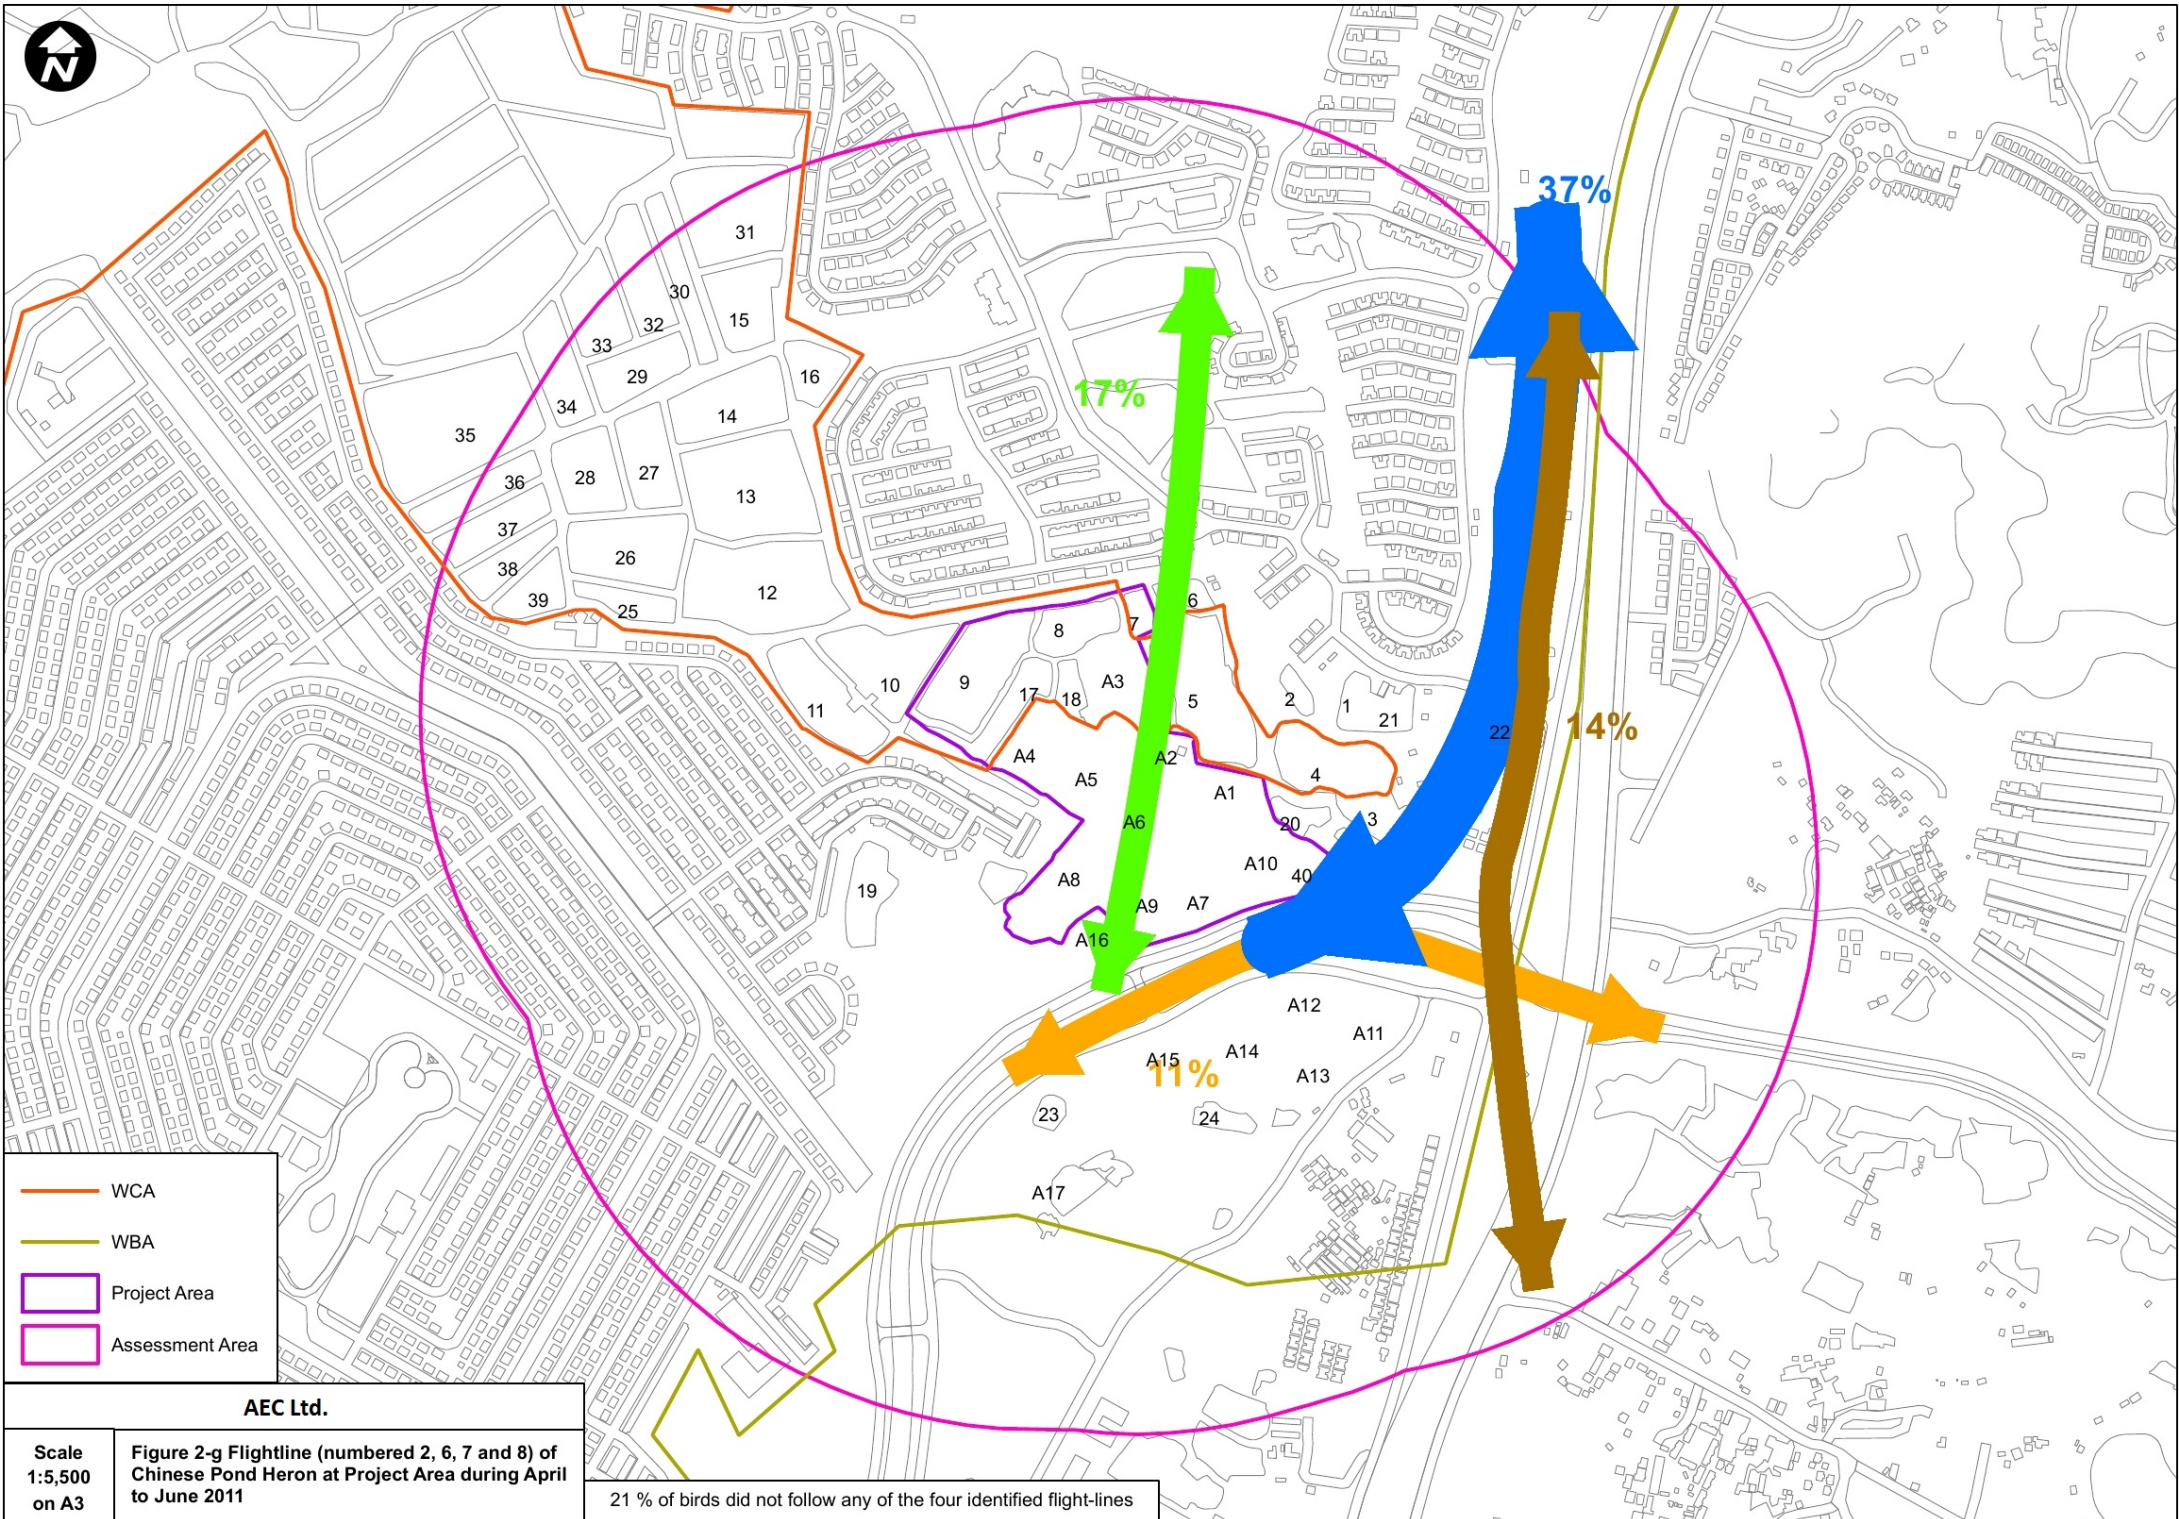 N
37%
31
30
15
32
33
16
29
17%
34
14
35
27
28
36
13
37
26
38
12
39
25
6
7
8
9
10
A3
17
18
2
5
1
11
21
22
14%
A4
A2
4
A5
A1
3
A6
20
A10
40
A8
19
A7
A9
A16
A12
A11
A14
A15
11%
A13
23
24
A17
WCA
WBA
Project Area
Assessment Area
AEC Ltd.
Scale
1:5,500
on A3
Figure 2-g Flightline (numbered 2, 6, 7 and 8) of
Chinese Pond Heron at Project Area during April
to June 2011
21 % of birds did not follow any of the four identified flight-lines